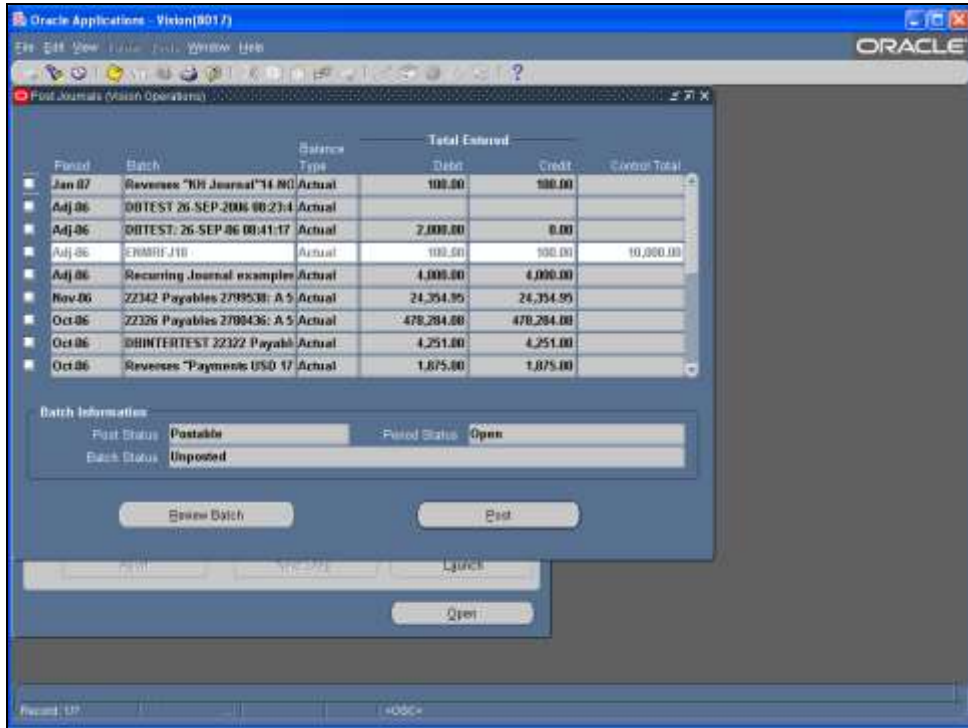 Oracle Applications - Vision(8017)
File Edit View Folder Tools Window Help
ORACLE
Post Journals (Vision Operations)
Total Entered
Balance
Period Batch Type Debit Credit Control Total
Jan-07 Reverses "KH Journal"14-NO Actual 100.00 100.00
Adj-06 DBTEST 26-SEP-2006 08:23:4 Actual
Adj-06 DBTEST: 26-SEP-06 08:41:17 Actual 2,000.00 0.00
Adj-06 Actual 100.00 100.00 10,000.00
Adj-06 Recurring Journal examples Actual 4,000.00 4,000.00
Nov-06 22342 Payables 2799538: A 5 Actual 24,354.95 24,354.95
Oct-06 22326 Payables 2780436: A 5 Actual 478,284.08 478,284.08
Oct-06 DBINTERTEST 22322 Payabl Actual 4,251.00 4,251.00
Oct-06 Reverses "Payments USD 17 Actual 1,875.00 1,875.00
Batch Information
Post Status Postable Period Status Open
Batch Status Unposted
Review Batch Post
Launch
Open
Record: 1/? <OSC>